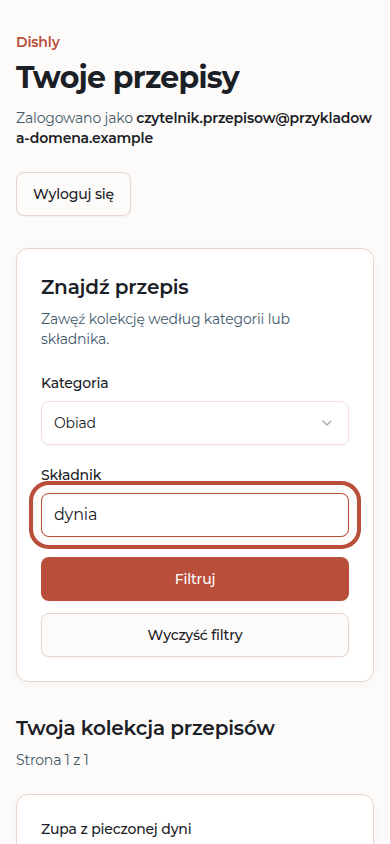 Dishly
Twoje przepisy
Zalogowano jako czytelnik.przepisow@przykladow
a-domena.example
Wyloguj się
Znajdź przepis
Zawęź kolekcję według kategorii lub
składnika.
Kategoria
Obiad
Składnik
dynia
Filtruj
Wyczyść filtry
Twoja kolekcja przepisów
Strona 1 z 1
Zupa z pieczonej dyni